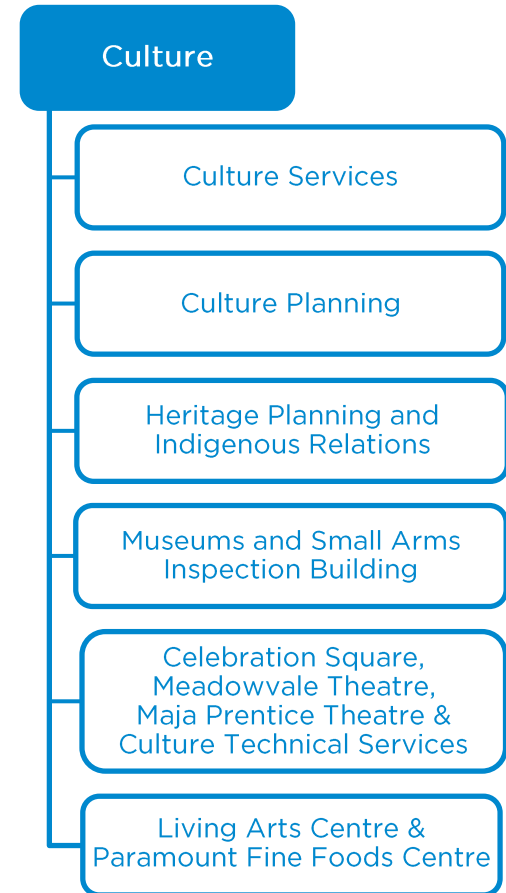 Culture
Culture Services
Culture Planning
Heritage Planning and
Indigenous Relations
Museums and Small Arms
Inspection Building
Celebration Square,
Meadowvale Theatre,
Maja Prentice Theatre &
Culture Technical Services
Living Arts Centre &
Paramount Fine Foods Centre